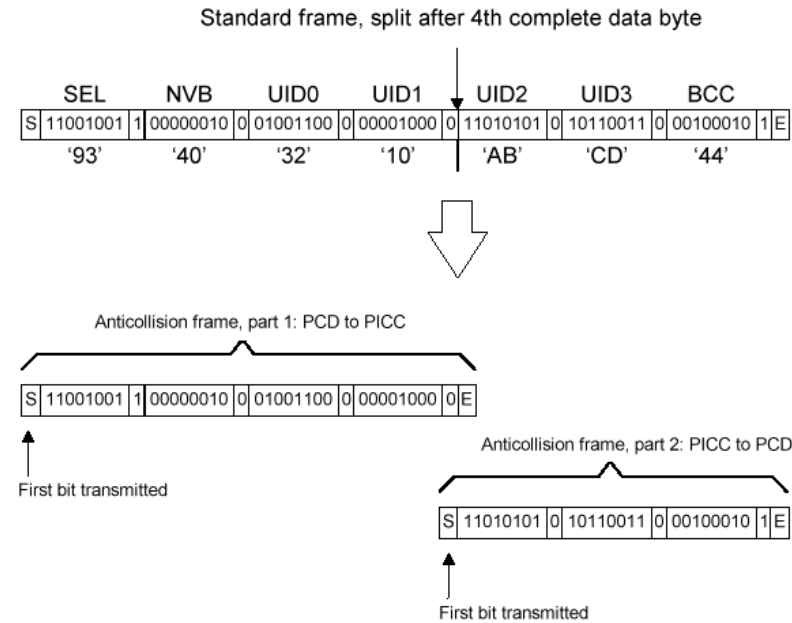 Standard frame, split after 4th complete data byte
SEL NVB UID0 UID1 UID2 UID3 BCC
S 11001001 1 00000010 0 01001100 0 00001000 0 11010101 0 10110011 0 00100010 1 E
‘93’ ‘40’ ‘32’ ‘10’ ‘AB’ ‘CD’ ‘44’
Anticollision frame, part 1: PCD to PICC
S 11001001 1 00000010 0 01001100 0 00001000 0 E
First bit transmitted
Anticollision frame, part 2: PICC to PCD
S 11010101 0 10110011 0 00100010 1 E
First bit transmitted